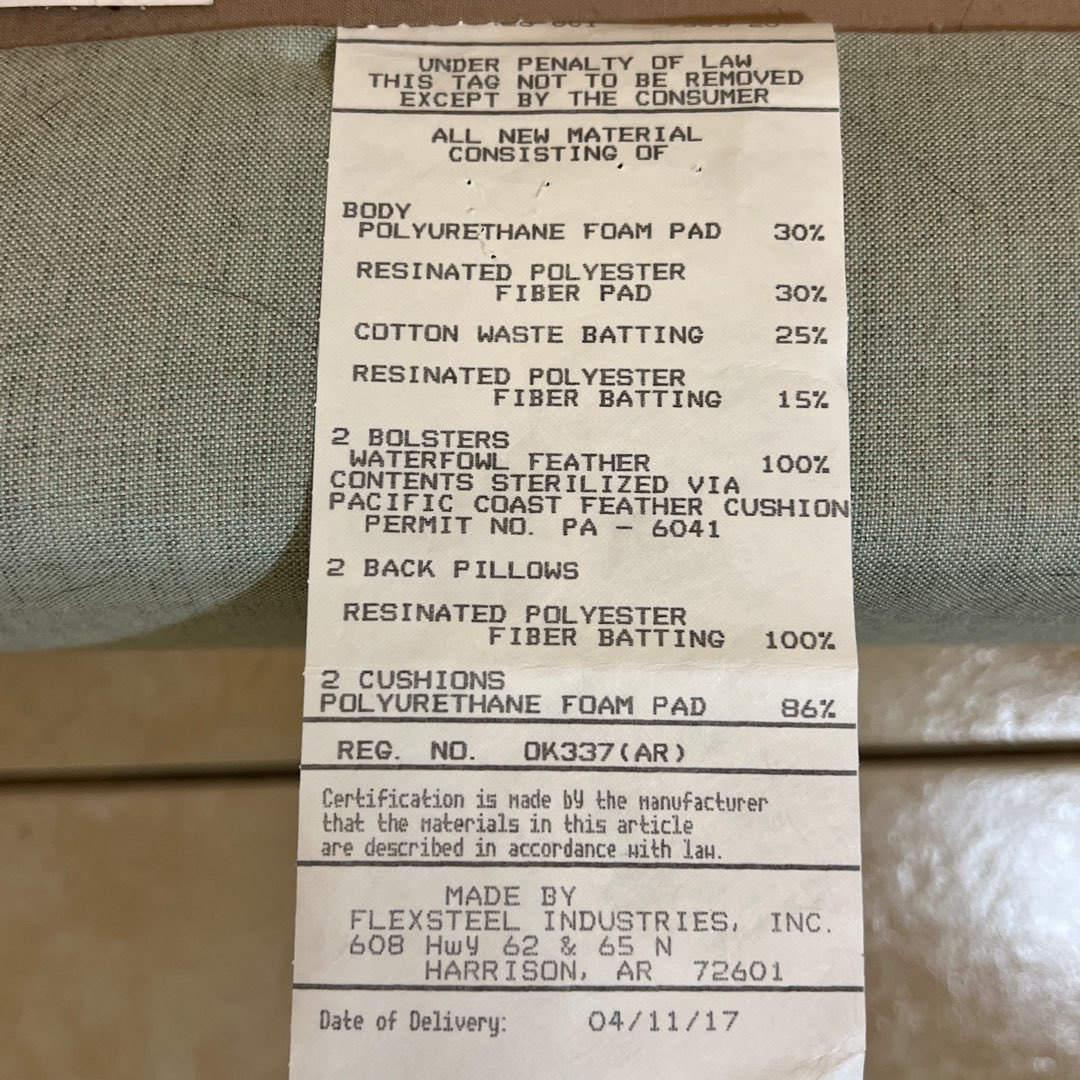 UNDER PENALTY OF LAW
THIS TAG NOT TO BE REMOVED
EXCEPT BY THE CONSUMER
ALL NEW MATERIAL
CONSISTING OF
BODY
POLYURETHANE FOAM PAD 30%
RESINATED POLYESTER
FIBER PAD 30%
COTTON WASTE BATTING 25%
RESINATED POLYESTER
FIBER BATTING 15%
2 BOLSTERS
WATERFOWL FEATHER 100%
CONTENTS STERILIZED VIA
PACIFIC COAST FEATHER CUSHION
PERMIT NO. PA - 6041
2 BACK PILLOWS
RESINATED POLYESTER
FIBER BATTING 100%
2 CUSHIONS
POLYURETHANE FOAM PAD 86%
REG. NO. OK337(AR)
Certification is made by the manufacturer
that the materials in this article
are described in accordance with law.
MADE BY
FLEXSTEEL INDUSTRIES, INC.
608 Hwy 62 & 65 N
HARRISON, AR 72601
Date of Delivery: 04/11/17